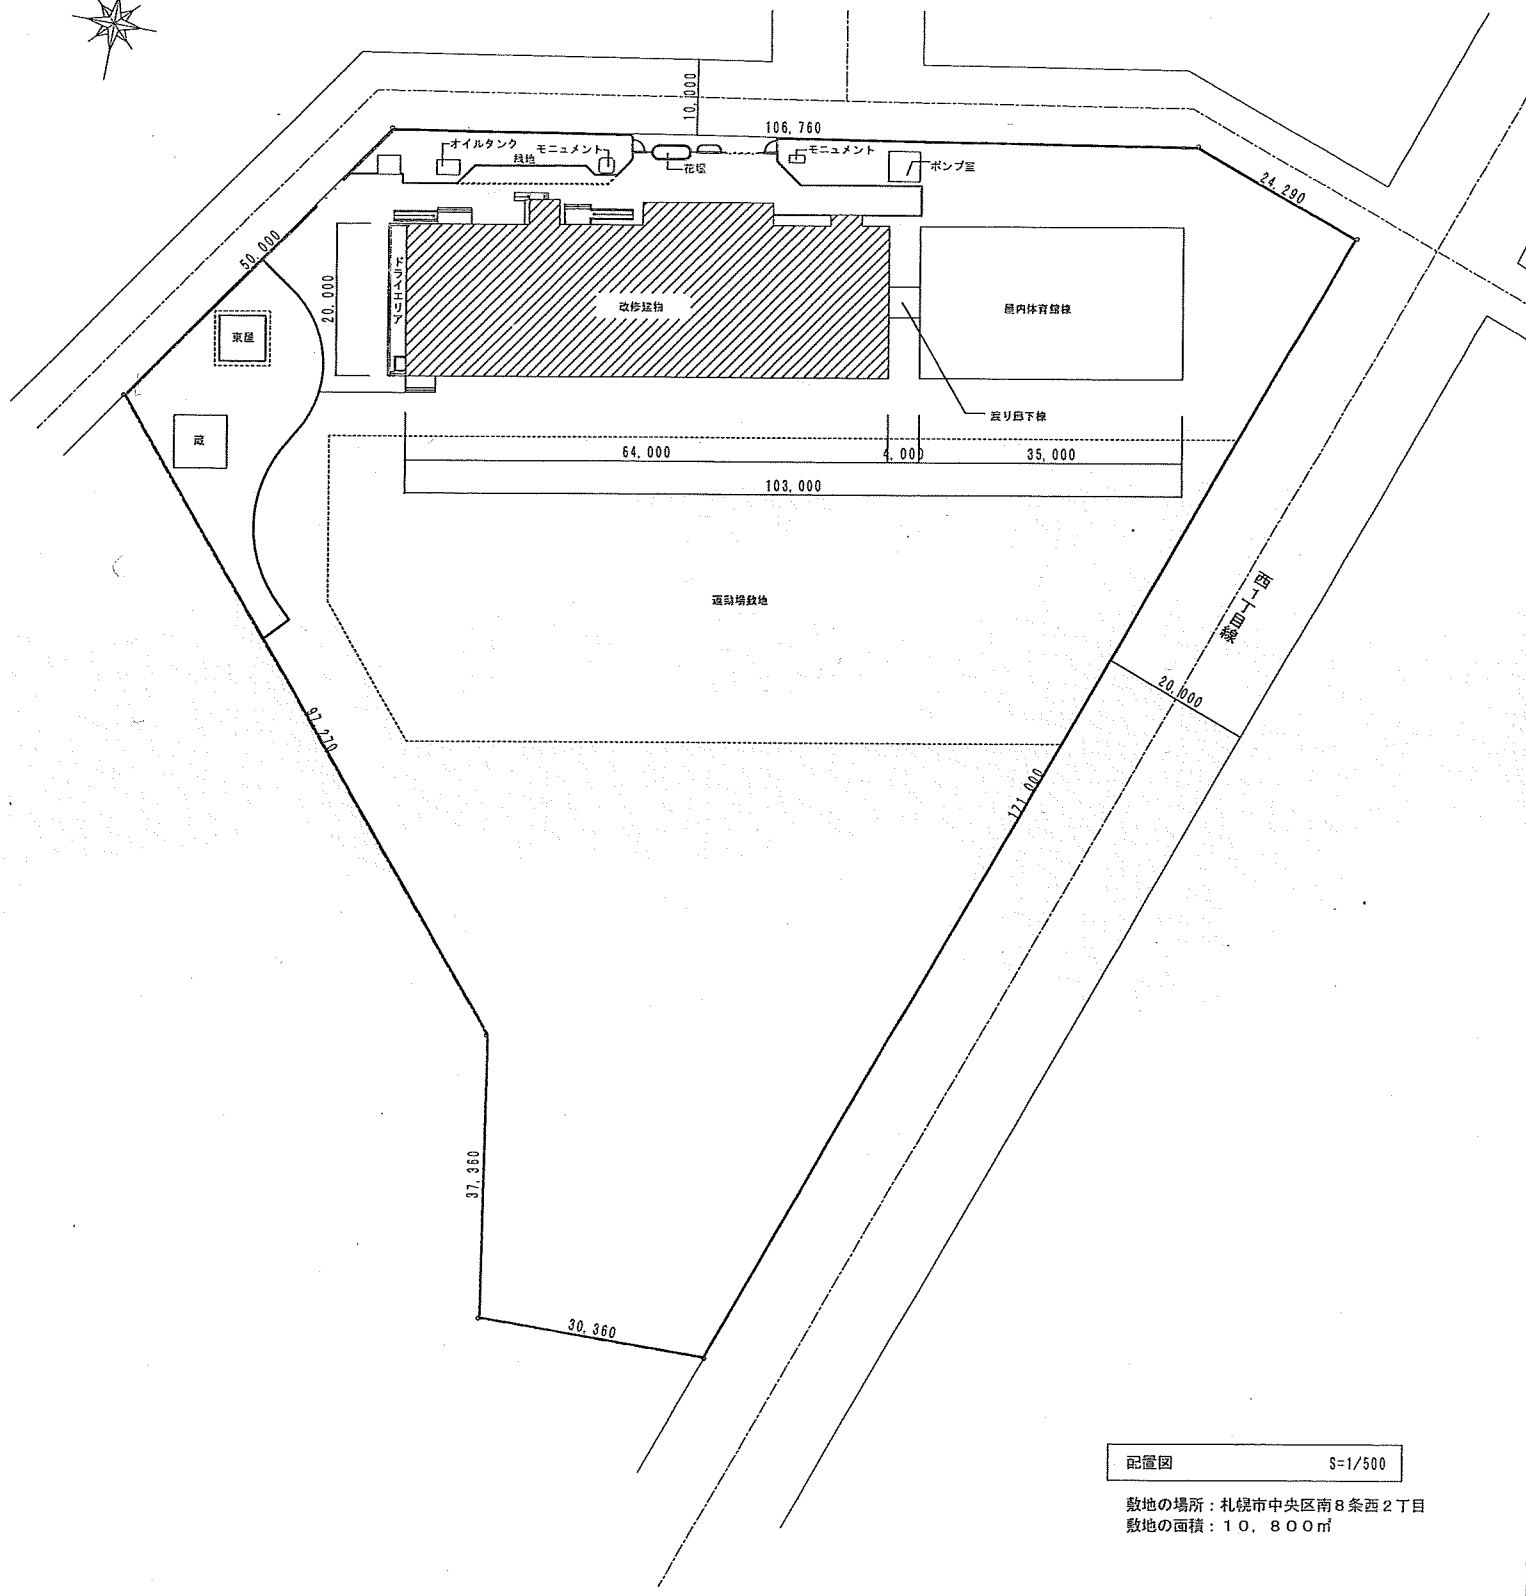 10,000
106,760
オイルタンク
緑地
モニュメント
花壇
モニュメント
ポンプ室
24,290
50,000
20,000
ドライエリア
改修建物
屋内体育館棟
東屋
渡り廊下棟
蔵
64,000
4,000
35,000
103,000
西1丁目線
運動場敷地
20,000
97,270
171,000
37,360
30,360
配置図 S=1/500
敷地の場所：札幌市中央区南8条西2丁目
敷地の面積：10,800㎡